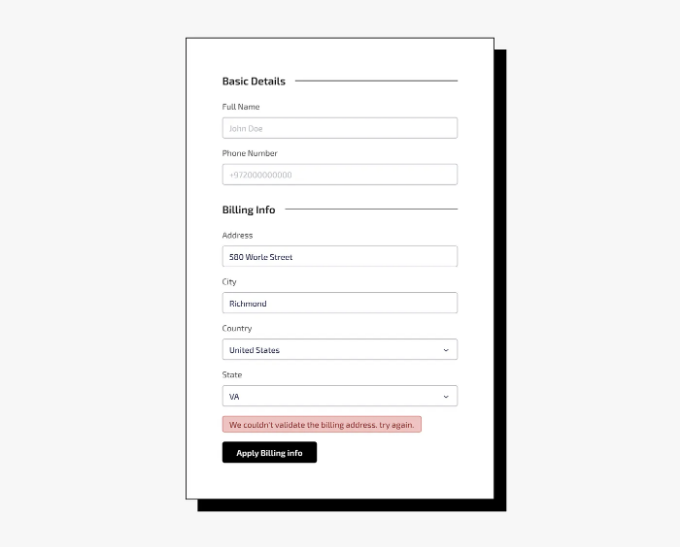 Basic Details
Full Name
John Doe
Phone Number
+972000000000
Billing Info
Address
580 Worle Street
City
Richmond
Country
United States
State
VA
We couldn't validate the billing address. try again.
Apply Billing info